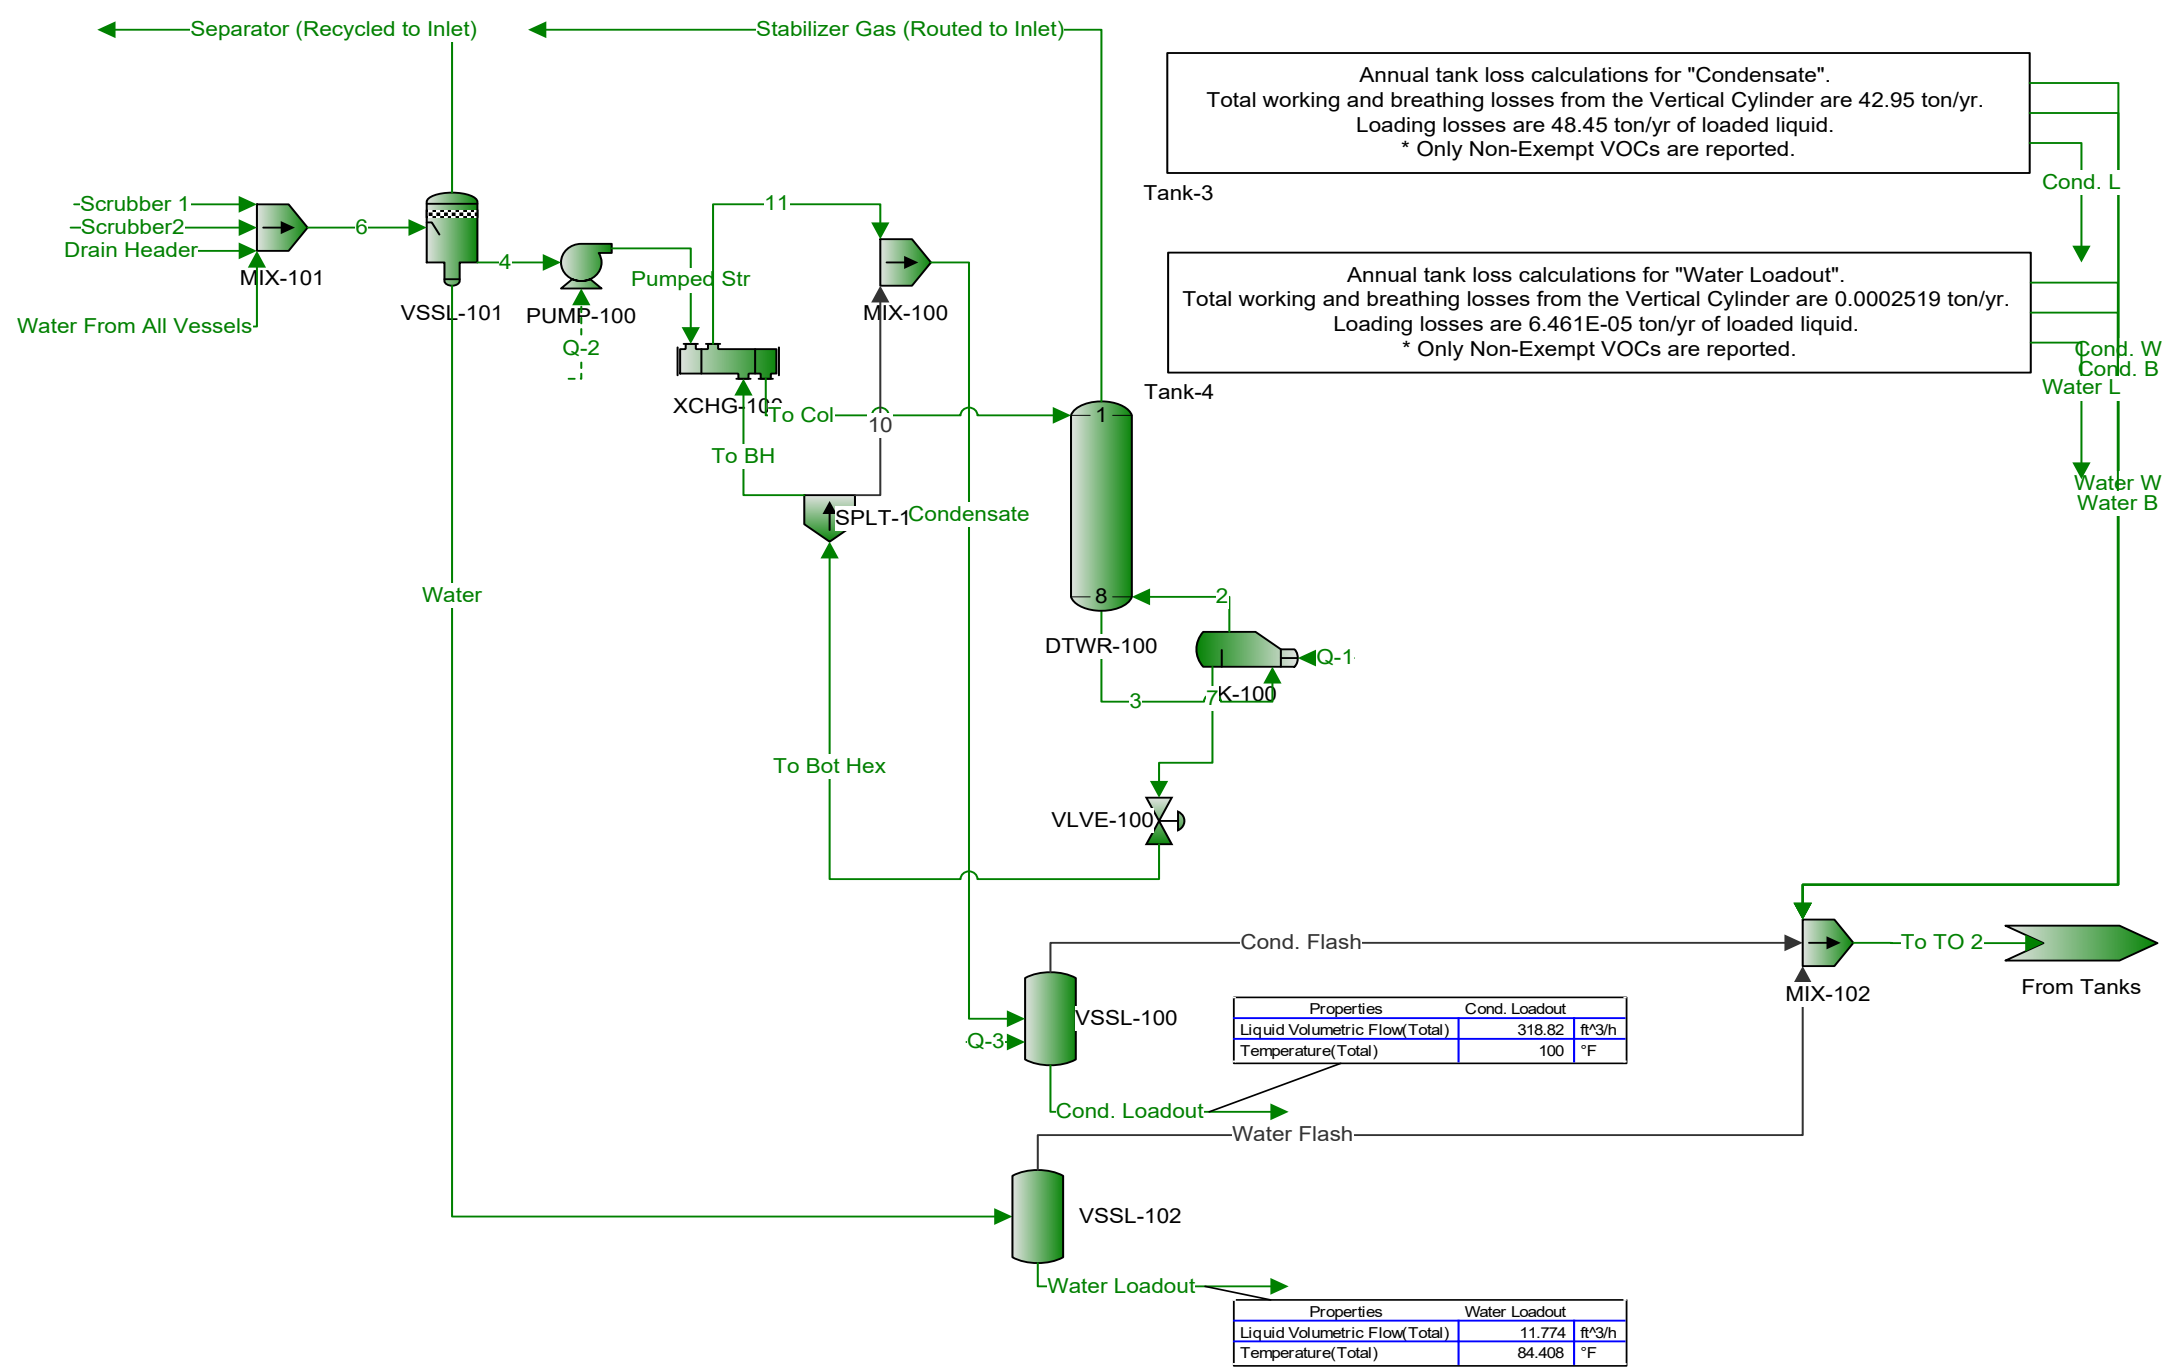 Separator (Recycled to Inlet)
Stabilizer Gas (Routed to Inlet)
Annual tank loss calculations for "Condensate".
Total working and breathing losses from the Vertical Cylinder are 42.95 ton/yr.
Loading losses are 48.45 ton/yr of loaded liquid.
* Only Non-Exempt VOCs are reported.
Tank-3
Cond. L
Scrubber 1
Scrubber2
Drain Header
MIX-101
Water From All Vessels
6
VSSL-101
4
PUMP-100
Q-2
Pumped Str
11
MIX-100
Annual tank loss calculations for "Water Loadout".
Total working and breathing losses from the Vertical Cylinder are 0.0002519 ton/yr.
Loading losses are 6.461E-05 ton/yr of loaded liquid.
* Only Non-Exempt VOCs are reported.
Tank-4
Cond. W
Cond. B
Water L
XCHG-100
To Col
10
1
To BH
SPLT-1
Condensate
Water W
Water B
Water
8
2
DTWR-100
Q-1
K-100
3
7
To Bot Hex
VLVE-100
Cond. Flash
To TO 2
From Tanks
MIX-102
VSSL-100
Q-3
Properties Cond. Loadout
Liquid Volumetric Flow(Total) 318.82 ft^3/h
Temperature(Total) 100 °F
Cond. Loadout
Water Flash
VSSL-102
Water Loadout
Properties Water Loadout
Liquid Volumetric Flow(Total) 11.774 ft^3/h
Temperature(Total) 84.408 °F